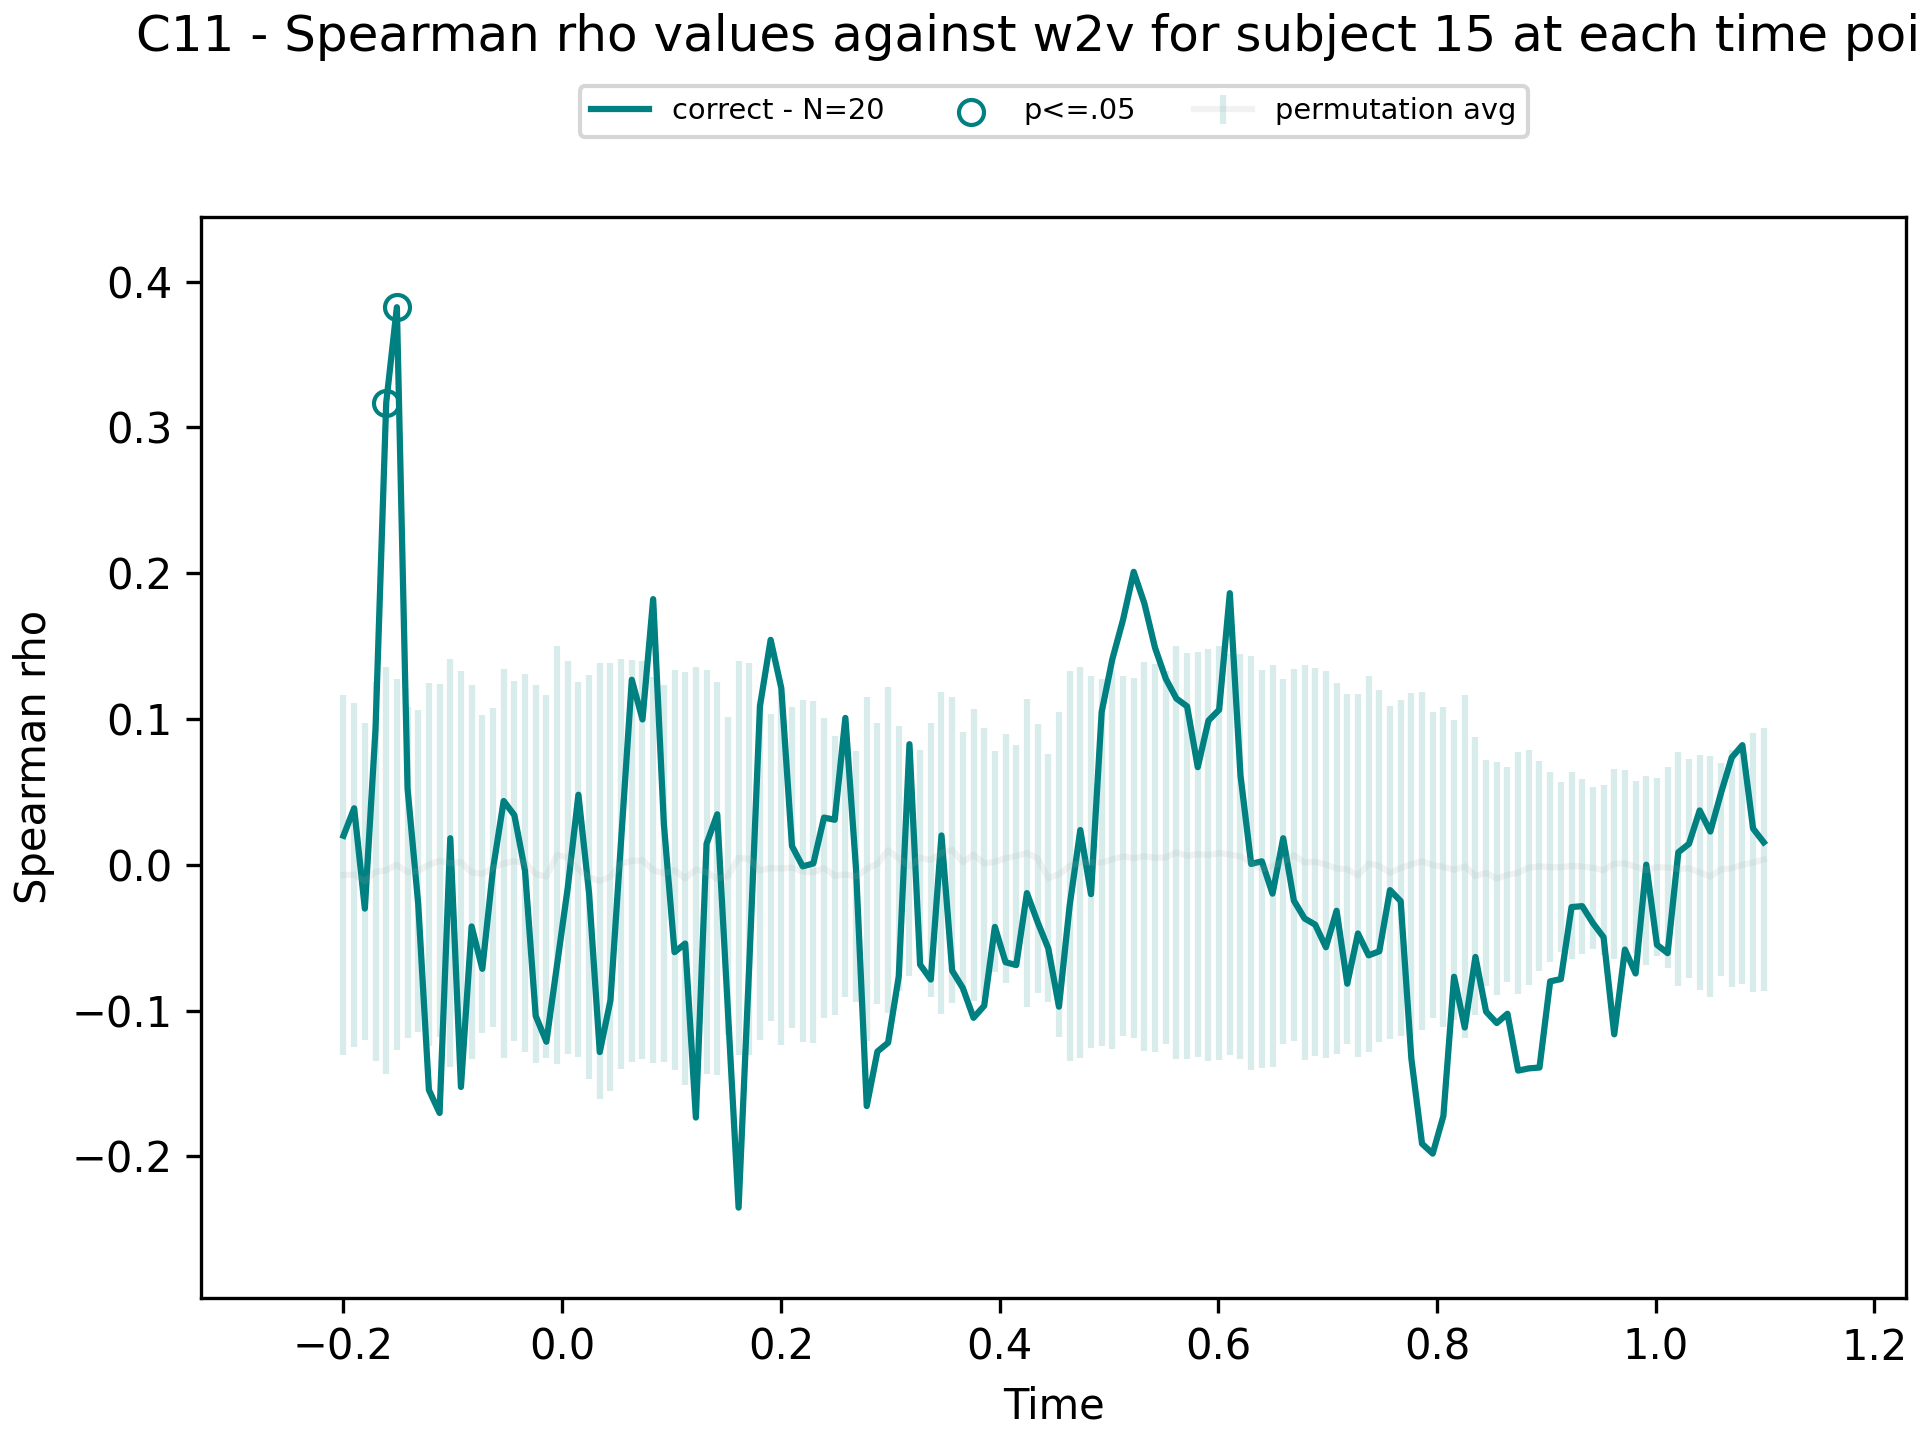 C11 - Spearman rho values against w2v for subject 15 at each time poi
correct - N=20 p<=.05 permutation avg
0.4
0.3
0.2
0.1
0.0
−0.1
−0.2
Spearman rho
−0.2 0.0 0.2 0.4 0.6 0.8 1.0 1.2
Time